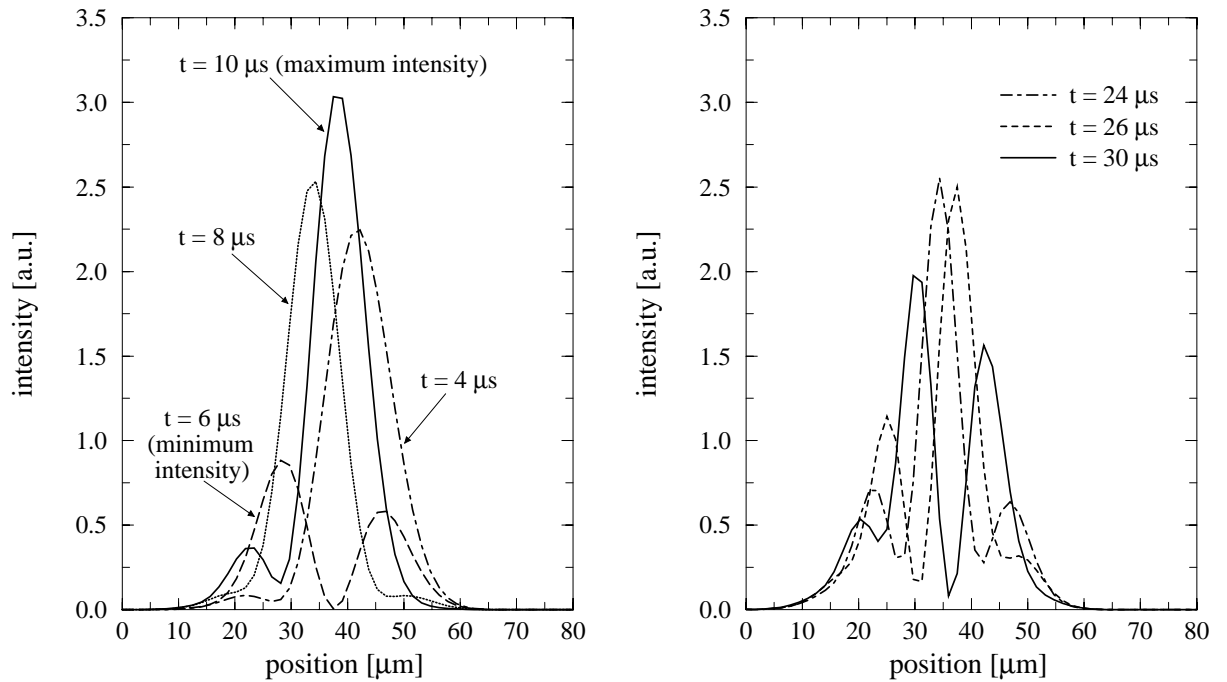 3.5
3.0
2.5
2.0
1.5
1.0
0.5
0.0
intensity [a.u.]
0 10 20 30 40 50 60 70 80
position [μm]
t = 10 μs (maximum intensity)
t = 8 μs
t = 4 μs
t = 6 μs
(minimum
intensity)
3.5
3.0
2.5
2.0
1.5
1.0
0.5
0.0
intensity [a.u.]
0 10 20 30 40 50 60 70 80
position [μm]
t = 24 μs
t = 26 μs
t = 30 μs